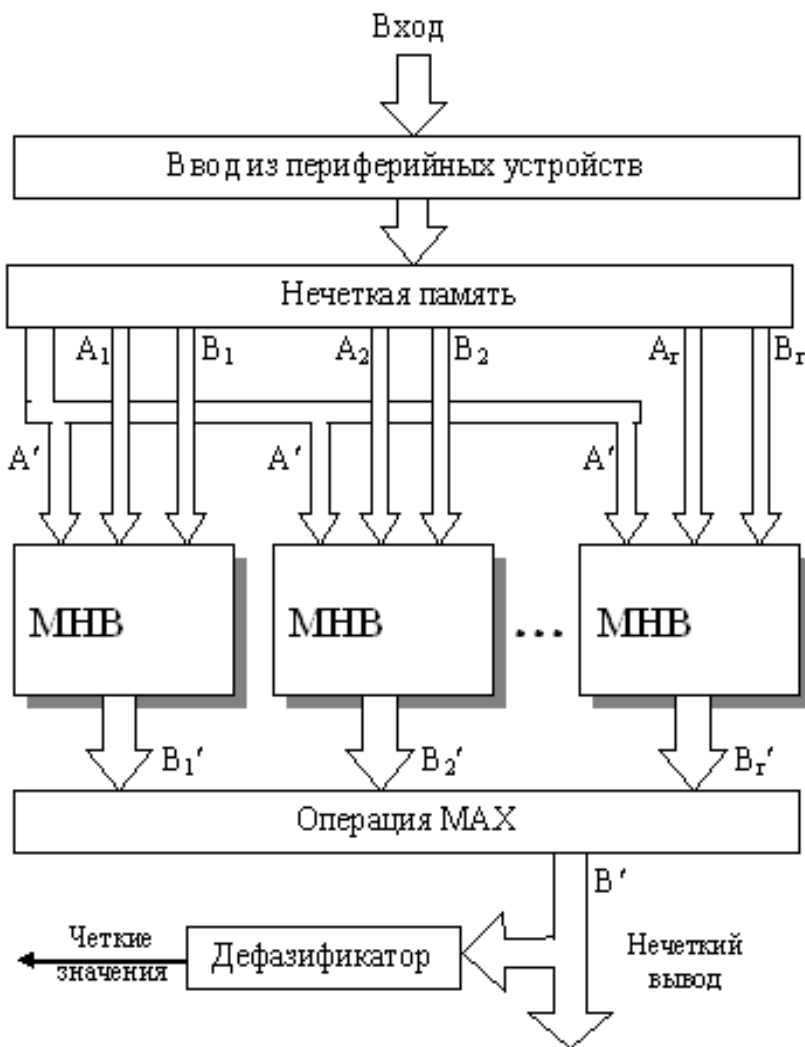 Вход
Ввод из периферийных устройств
Нечеткая память
A₁ B₁ A₂ B₂ Aᵣ Bᵣ
A′ A′ A′
МНВ МНВ ... МНВ
B₁′ B₂′ Bᵣ′
Операция MAX
B′
Четкие
значения
Дефазификатор
Нечеткий
вывод